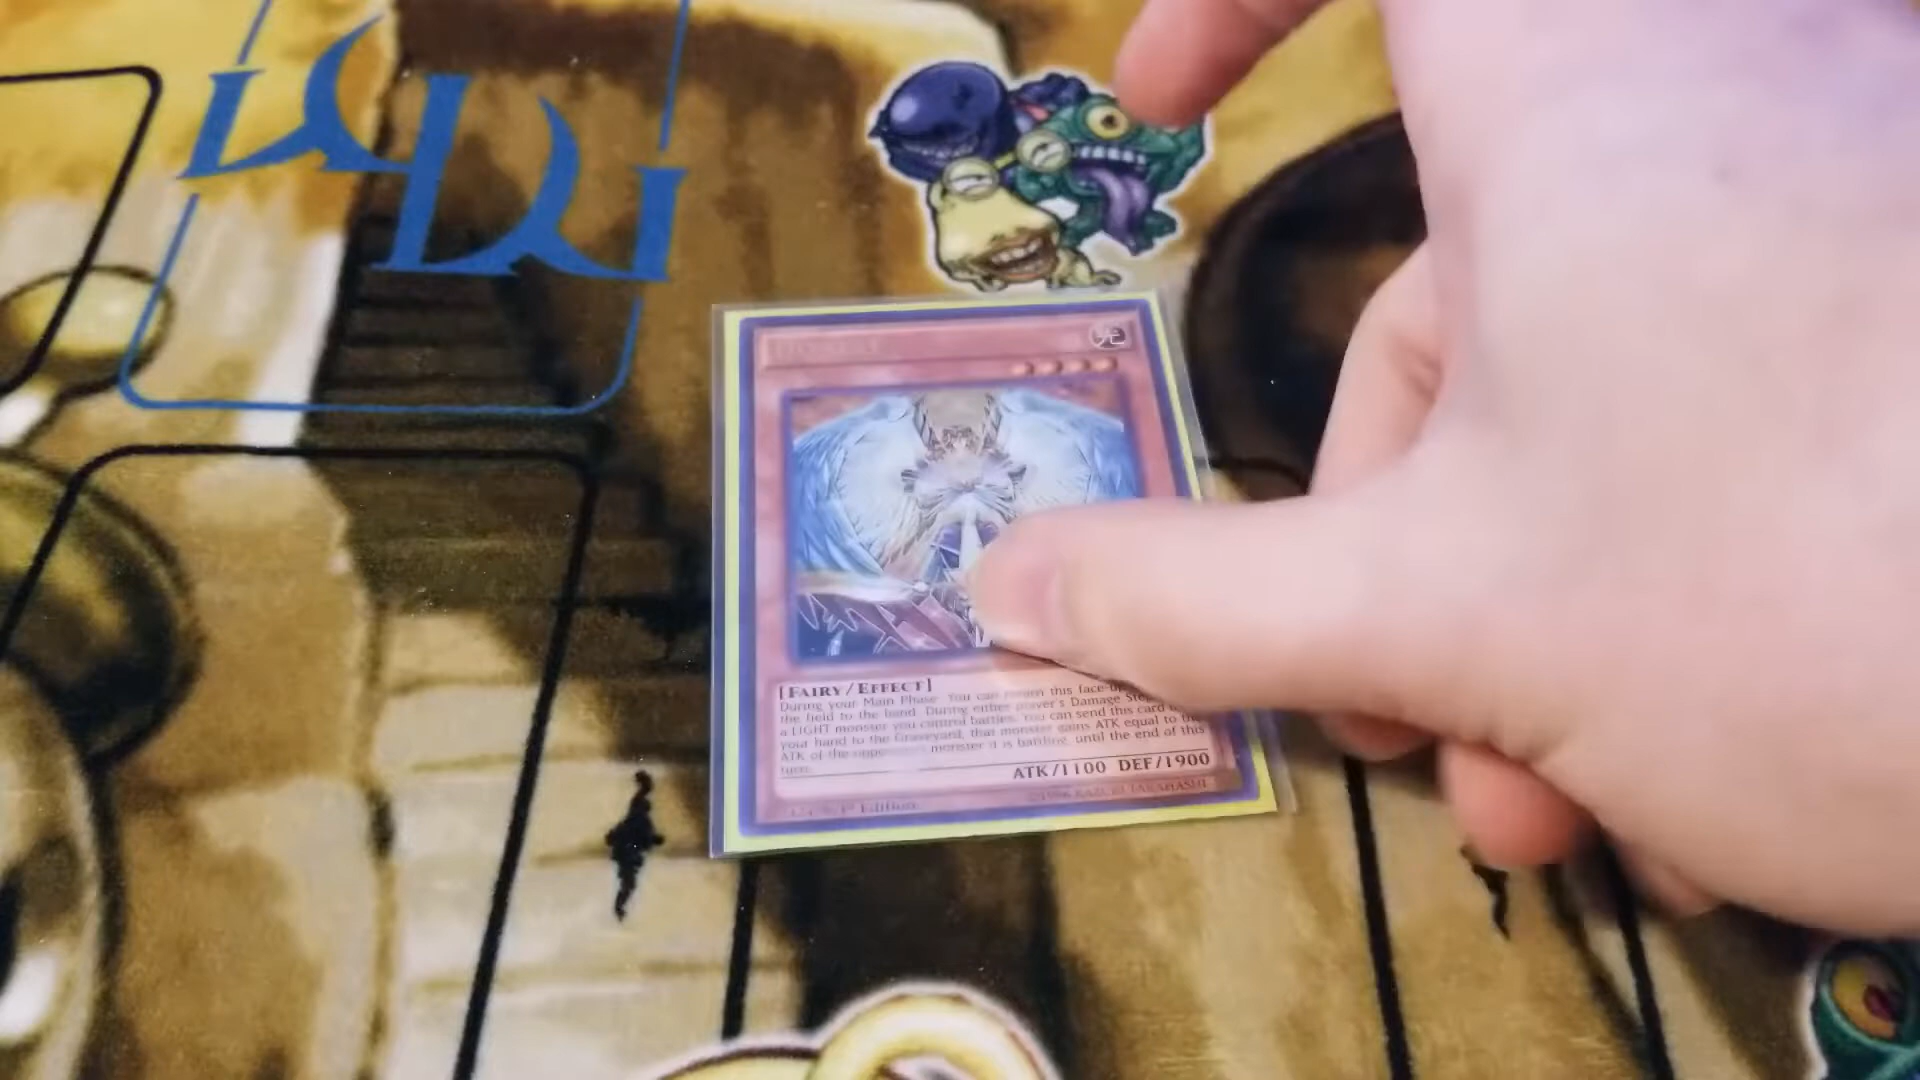 光
[FAIRY/EFFECT]
During your Main Phase: You can return this face-up
the field to the hand. During either player's Damage Step
a LIGHT monster you control battles: You can send this card
your hand to the Graveyard; that monster gains ATK equal to the
ATK of the opponent's monster it is battling, until the end of this
turn.
ATK/1100 DEF/1900
1st Edition
©1996 KAZUKI TAKAHASHI